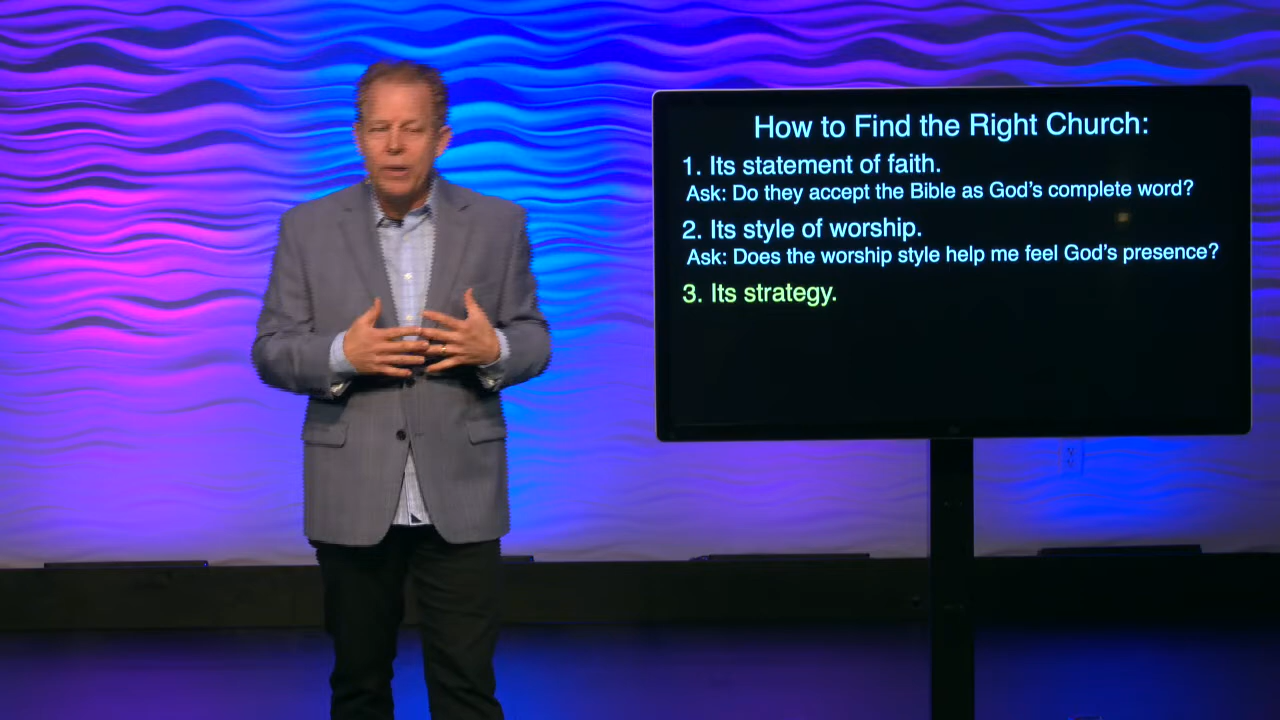 How to Find the Right Church:
1. Its statement of faith.
Ask: Do they accept the Bible as God's complete word?
2. Its style of worship.
Ask: Does the worship style help me feel God's presence?
3. Its strategy.